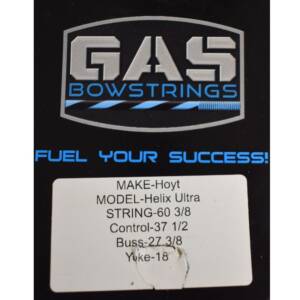 GAS
BOWSTRINGS
FUEL YOUR SUCCESS!
MAKE-Hoyt
MODEL-Helix Ultra
STRING-60 3/8
Control-37 1/2
Buss-27 3/8
Yoke-18